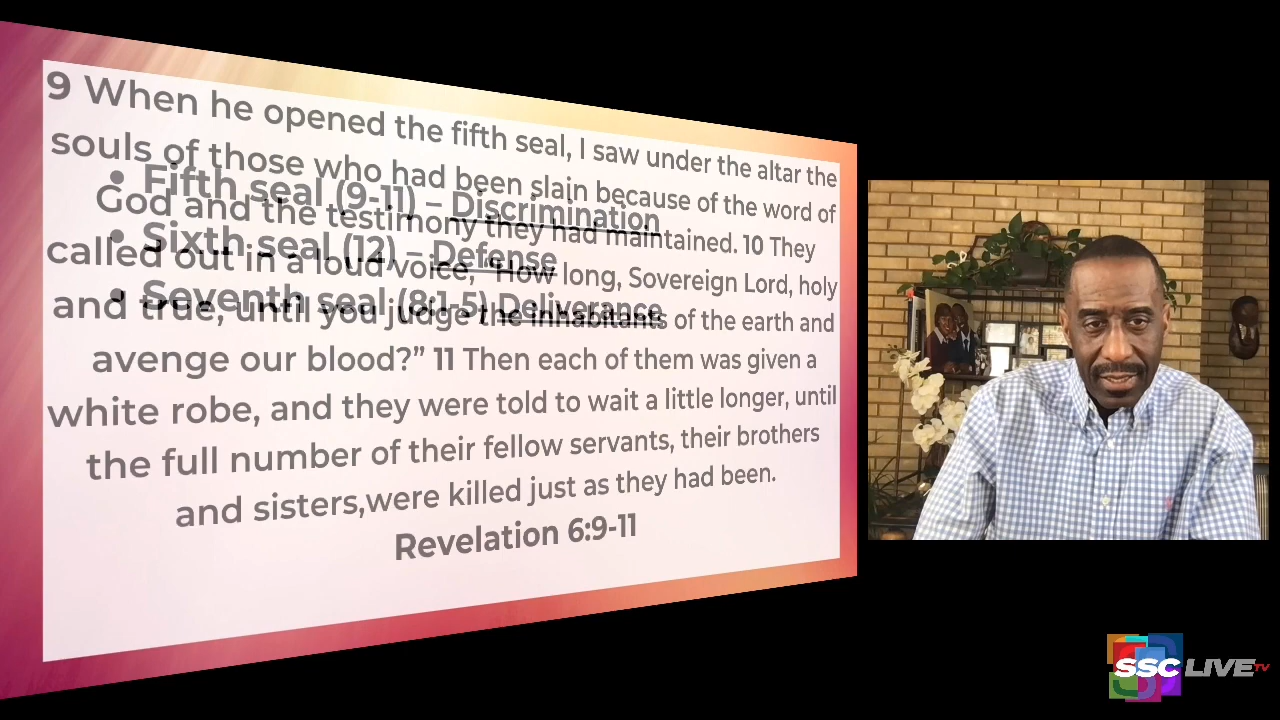 9 When he opened the fifth seal, I saw under the altar the
souls of those who had been slain because of the word of
God and the testimony they had maintained. 10 They
called out in a loud voice, “How long, Sovereign Lord, holy
and true, until you judge the inhabitants of the earth and
avenge our blood?” 11 Then each of them was given a
white robe, and they were told to wait a little longer, until
the full number of their fellow servants, their brothers
and sisters,were killed just as they had been.
Revelation 6:9-11
• Fifth seal (9-11) – Discrimination
• Sixth seal (12) – Defense
• Seventh seal (8:1-5) Deliverance
SSC LIVE TV